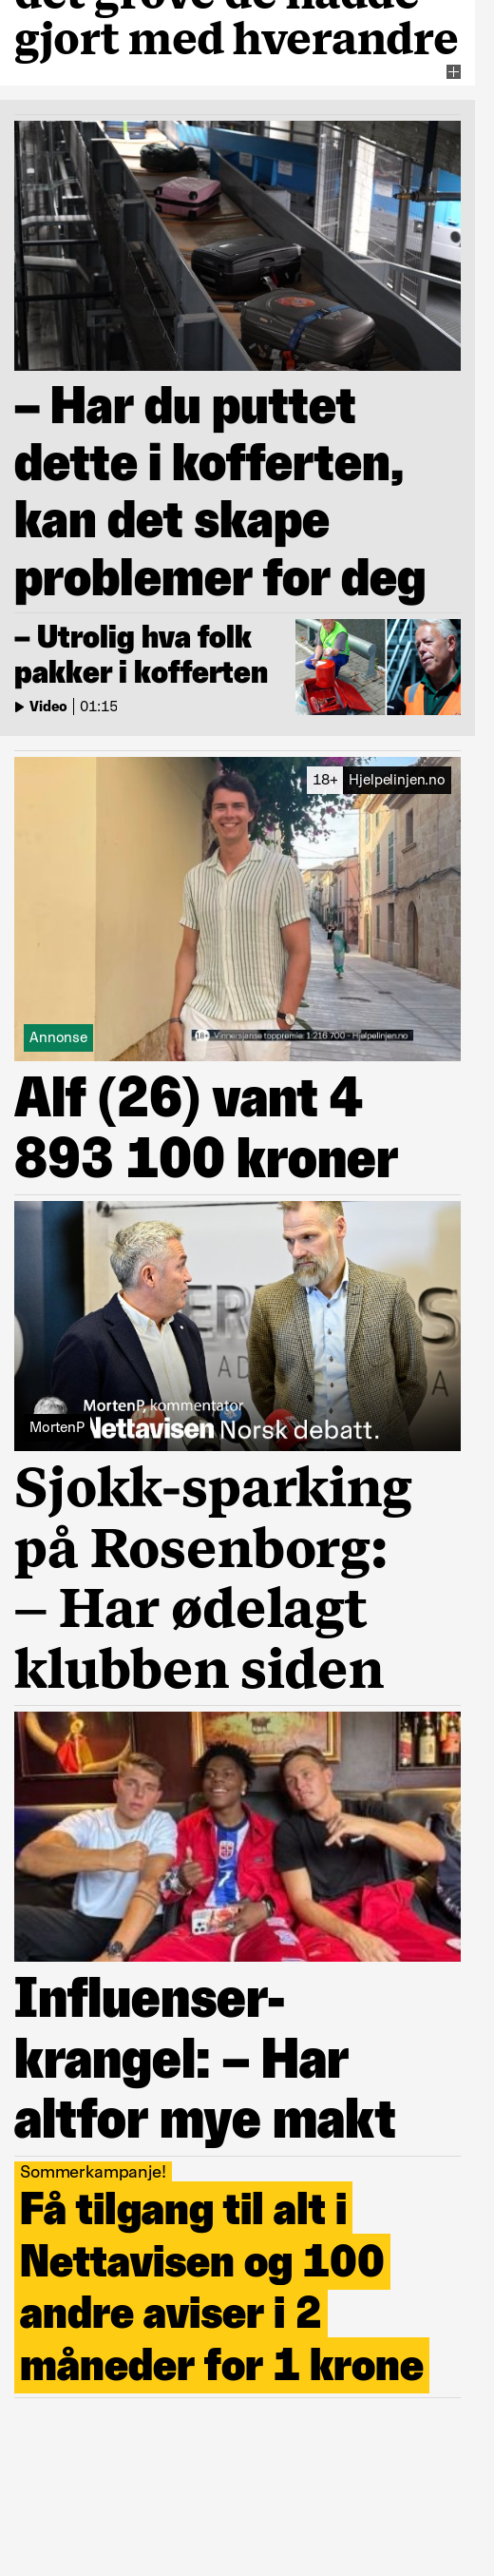 gjort med hverandre
– Har du puttet
dette i kofferten,
kan det skape
problemer for deg
– Utrolig hva folk
pakker i kofferten
Video | 01:15
18+ Hjelpelinjen.no
18+ Vinnersjanse toppremie: 1:216 700 - Hjelpelinjen.no
Annonse
Alf (26) vant 4
893 100 kroner
MortenP, kommentator
MortenP
Nettavisen Norsk debatt.
Sjokk-sparking
på Rosenborg:
– Har ødelagt
klubben siden
Influenser-
krangel: – Har
altfor mye makt
Sommerkampanje!
Få tilgang til alt i
Nettavisen og 100
andre aviser i 2
måneder for 1 krone